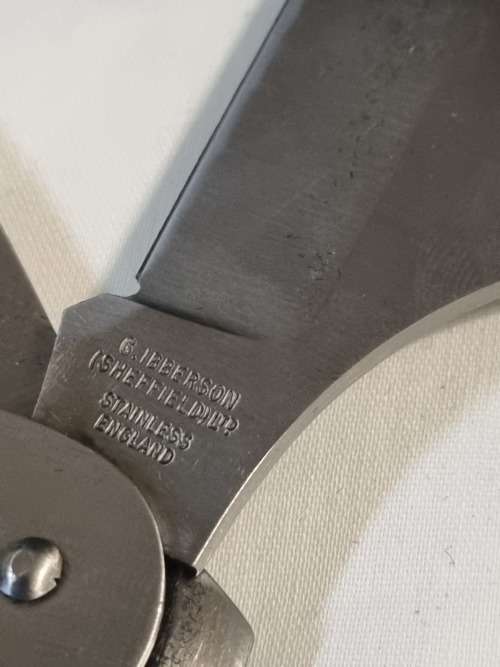 G. IBBERSON
(SHEFFIELD) LTD
STAINLESS
ENGLAND